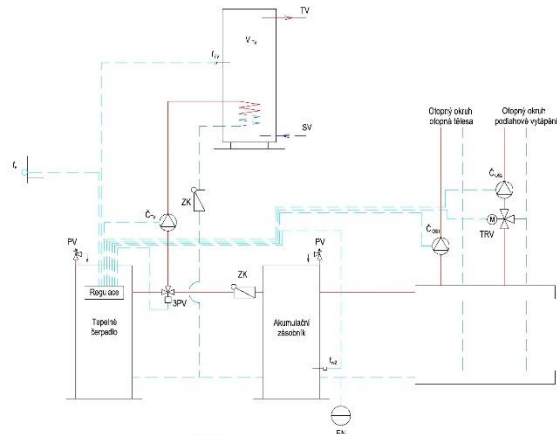 TV
SV
Otopný okruh
otopná tělesa
Otopný okruh
podlahové vytápění
ZK
TRV
M
PV
PV
ZK
Regulace
3PV
Tepelné
čerpadlo
Akumulační
zásobník
EN